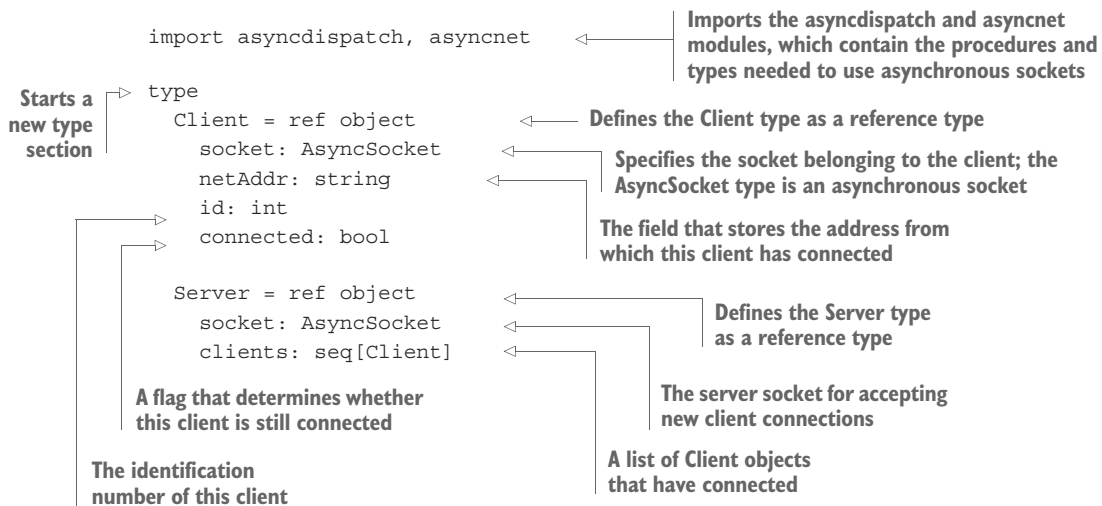 import asyncdispatch, asyncnet
Imports the asyncdispatch and asyncnet
modules, which contain the procedures and
types needed to use asynchronous sockets
Starts a
new type
section
type
Client = ref object
Defines the Client type as a reference type
socket: AsyncSocket
Specifies the socket belonging to the client; the
AsyncSocket type is an asynchronous socket
netAddr: string
The field that stores the address from
which this client has connected
id: int
connected: bool
Server = ref object
Defines the Server type
as a reference type
socket: AsyncSocket
The server socket for accepting
new client connections
clients: seq[Client]
A list of Client objects
that have connected
A flag that determines whether
this client is still connected
The identification
number of this client